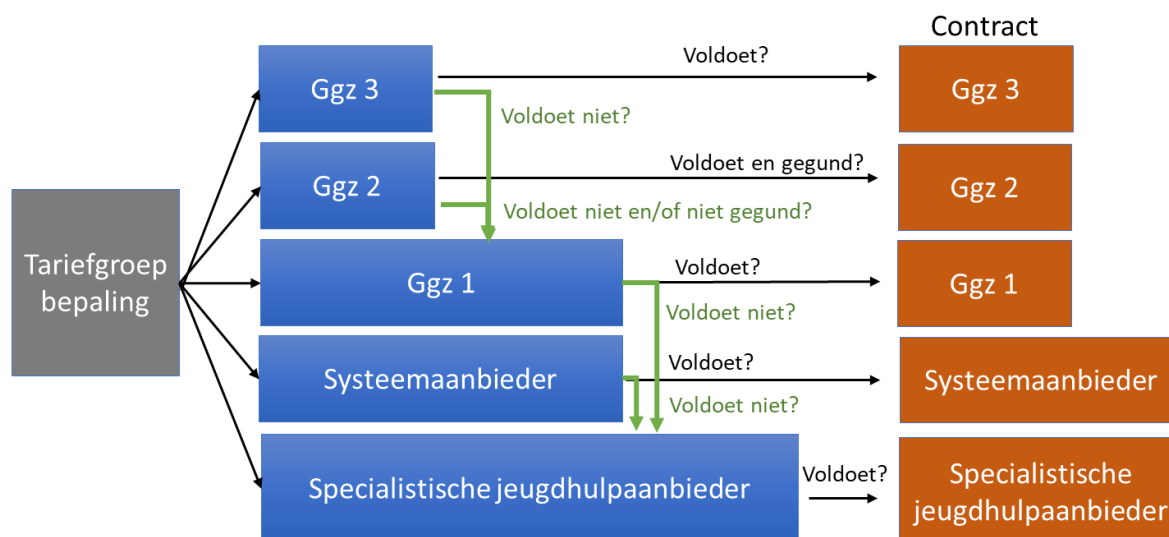 Contract
Ggz 3
Voldoet?
Ggz 3
Voldoet niet?
Ggz 2
Voldoet en gegund?
Ggz 2
Voldoet niet en/of niet gegund?
Tariefgroep
bepaling
Ggz 1
Voldoet?
Ggz 1
Voldoet niet?
Systeemaanbieder
Voldoet?
Systeemaanbieder
Voldoet niet?
Specialistische jeugdhulpaanbieder
Voldoet?
Specialistische
jeugdhulpaanbieder